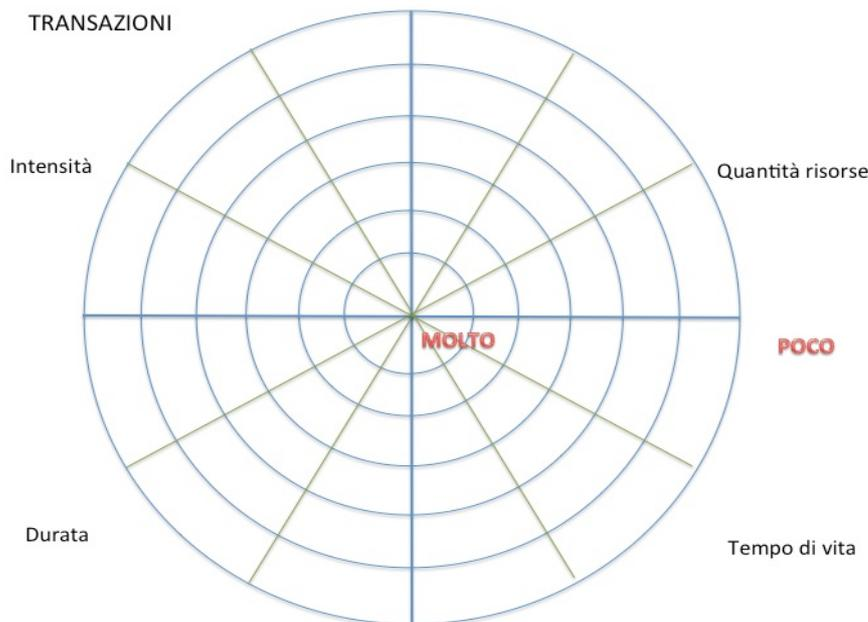 TRANSAZIONI
Intensità
Quantità risorse
MOLTO
POCO
Durata
Tempo di vita